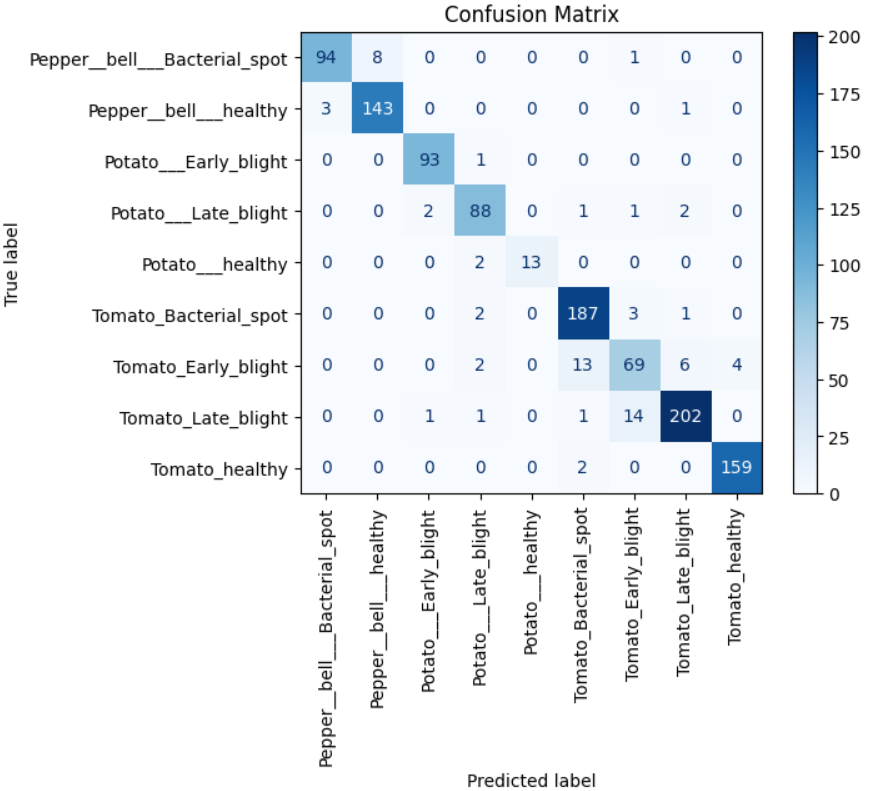 Confusion Matrix
Pepper__bell___Bacterial_spot 94 8 0 0 0 0 1 0 0
Pepper__bell___healthy 3 143 0 0 0 0 0 1 0
Potato___Early_blight 0 0 93 1 0 0 0 0 0
Potato___Late_blight 0 0 2 88 0 1 1 2 0
Potato___healthy 0 0 0 2 13 0 0 0 0
Tomato_Bacterial_spot 0 0 0 2 0 187 3 1 0
Tomato_Early_blight 0 0 0 2 0 13 69 6 4
Tomato_Late_blight 0 0 1 1 0 1 14 202 0
Tomato_healthy 0 0 0 0 0 2 0 0 159
True label
Pepper__bell___Bacterial_spot
Pepper__bell___healthy
Potato___Early_blight
Potato___Late_blight
Potato___healthy
Tomato_Bacterial_spot
Tomato_Early_blight
Tomato_Late_blight
Tomato_healthy
Predicted label
200
175
150
125
100
75
50
25
0